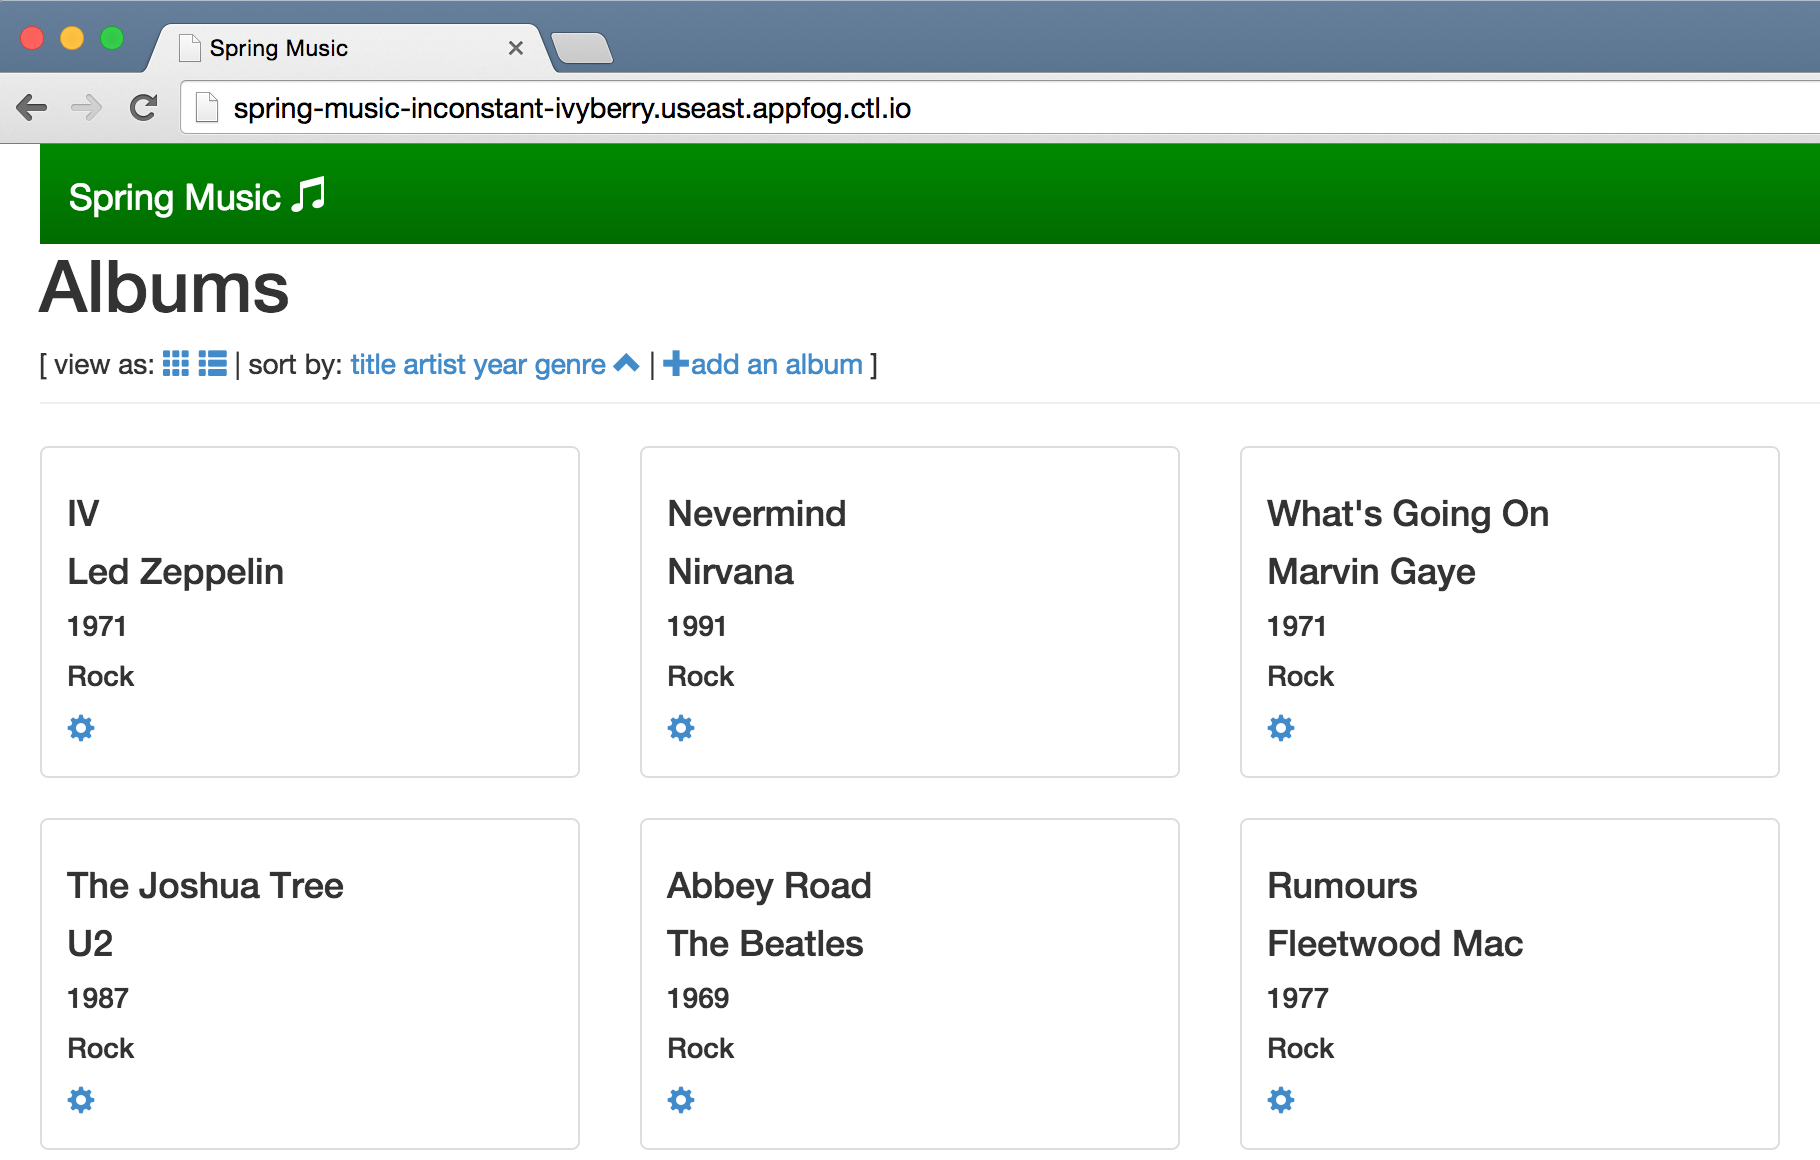 Spring Music
spring-music-inconstant-ivyberry.useast.appfog.ctl.io
Spring Music
Albums
[ view as: | sort by: title artist year genre | add an album ]
IV
Led Zeppelin
1971
Rock
Nevermind
Nirvana
1991
Rock
What's Going On
Marvin Gaye
1971
Rock
The Joshua Tree
U2
1987
Rock
Abbey Road
The Beatles
1969
Rock
Rumours
Fleetwood Mac
1977
Rock